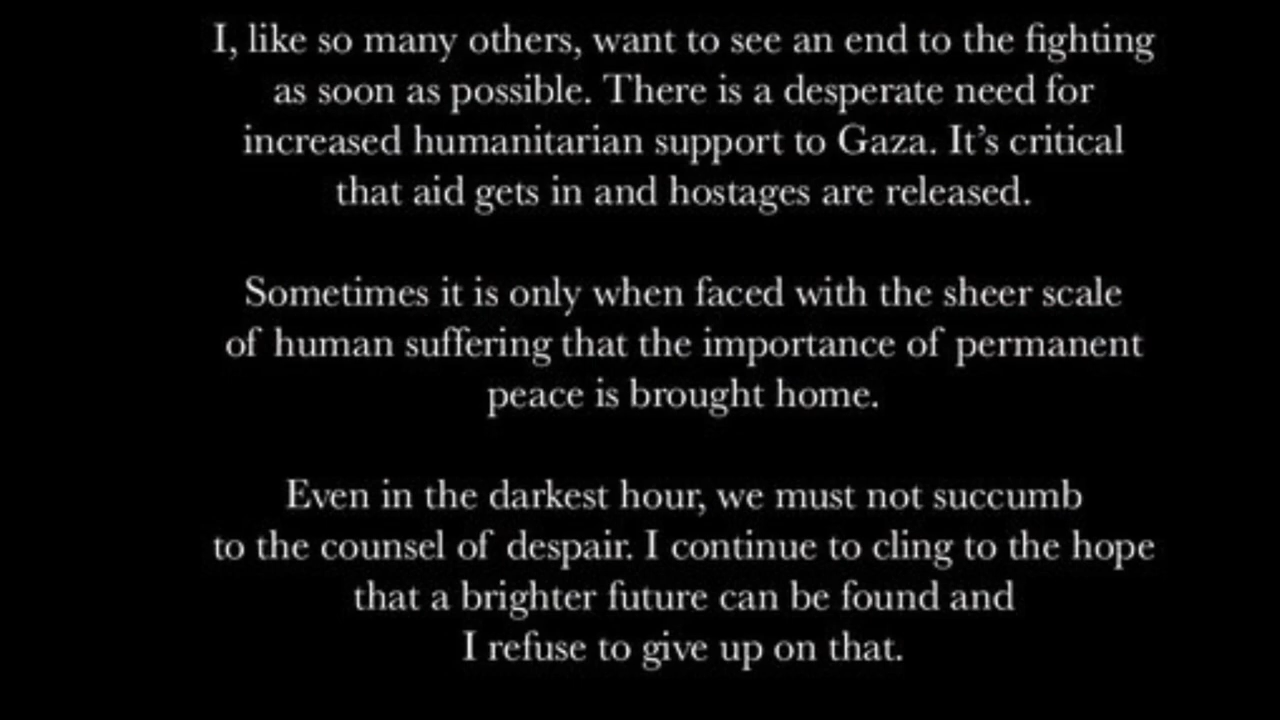 I, like so many others, want to see an end to the fighting
as soon as possible. There is a desperate need for
increased humanitarian support to Gaza. It’s critical
that aid gets in and hostages are released.
Sometimes it is only when faced with the sheer scale
of human suffering that the importance of permanent
peace is brought home.
Even in the darkest hour, we must not succumb
to the counsel of despair. I continue to cling to the hope
that a brighter future can be found and
I refuse to give up on that.